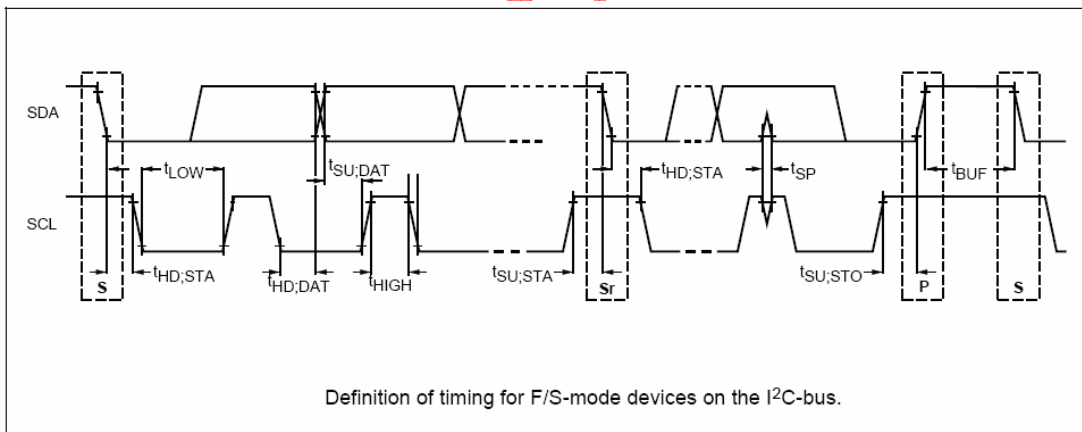 SDA
tLOW
tSU;DAT
tHD;STA
tSP
tBUF
SCL
tHD;STA
tHD;DAT
tHIGH
tSU;STA
tSU;STO
S
Sr
P
S
Definition of timing for F/S-mode devices on the I²C-bus.